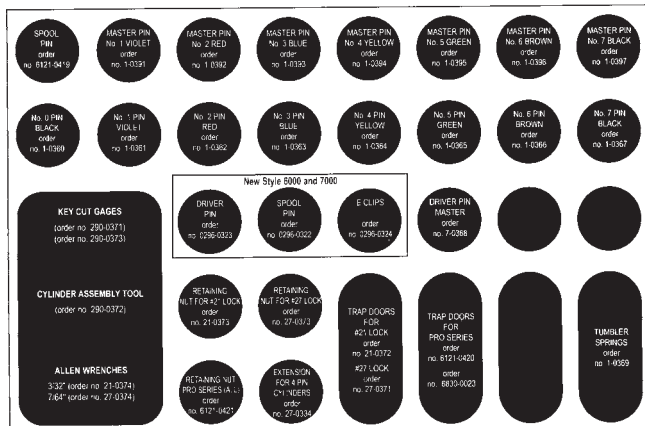 SPOOL
PIN
order
no. 6121-0419
MASTER PIN
No. 1 VIOLET
order
no. 1-0391
MASTER PIN
No. 2 RED
order
no. 1-0392
MASTER PIN
No. 3 BLUE
order
no. 1-0393
MASTER PIN
No. 4 YELLOW
order
no. 1-0394
MASTER PIN
No. 5 GREEN
order
no. 1-0395
MASTER PIN
No. 6 BROWN
order
no. 1-0396
MASTER PIN
No. 7 BLACK
order
no. 1-0397
No. 0 PIN
BLACK
order
no. 1-0360
No. 1 PIN
VIOLET
order
no. 1-0361
No. 2 PIN
RED
order
no. 1-0362
No. 3 PIN
BLUE
order
no. 1-0363
No. 4 PIN
YELLOW
order
no. 1-0364
No. 5 PIN
GREEN
order
no. 1-0365
No. 6 PIN
BROWN
order
no. 1-0366
No. 7 PIN
BLACK
order
no. 1-0367
KEY CUT GAGES
(order no. 290-0371)
(order no. 290-0373)
CYLINDER ASSEMBLY TOOL
(order no. 290-0372)
ALLEN WRENCHES
3/32" (order no. 21-0374)
7/64" (order no. 27-0374)
New Style 6000 and 7000
DRIVER
PIN
order
no. 0296-0323
SPOOL
PIN
order
no. 0296-0322
E CLIPS
order
no. 0296-0324
DRIVER PIN
MASTER
order
no. 7-0368
RETAINING
NUT FOR #21 LOCK
order
no. 21-0373
RETAINING
NUT FOR #27 LOCK
order
no. 27-0373
RETAINING NUT
PRO SERIES
order
no. 6121-0421
EXTENSION
FOR 4 PIN
CYLINDERS
order
no. 27-0334
TRAP DOORS
FOR
#21 LOCK
order
no. 21-0372
#27 LOCK
order
no. 27-0371
TRAP DOORS
FOR
PRO SERIES
order
no. 6121-0420
order
no. 6830-0023
TUMBLER
SPRINGS
order
no. 1-0369